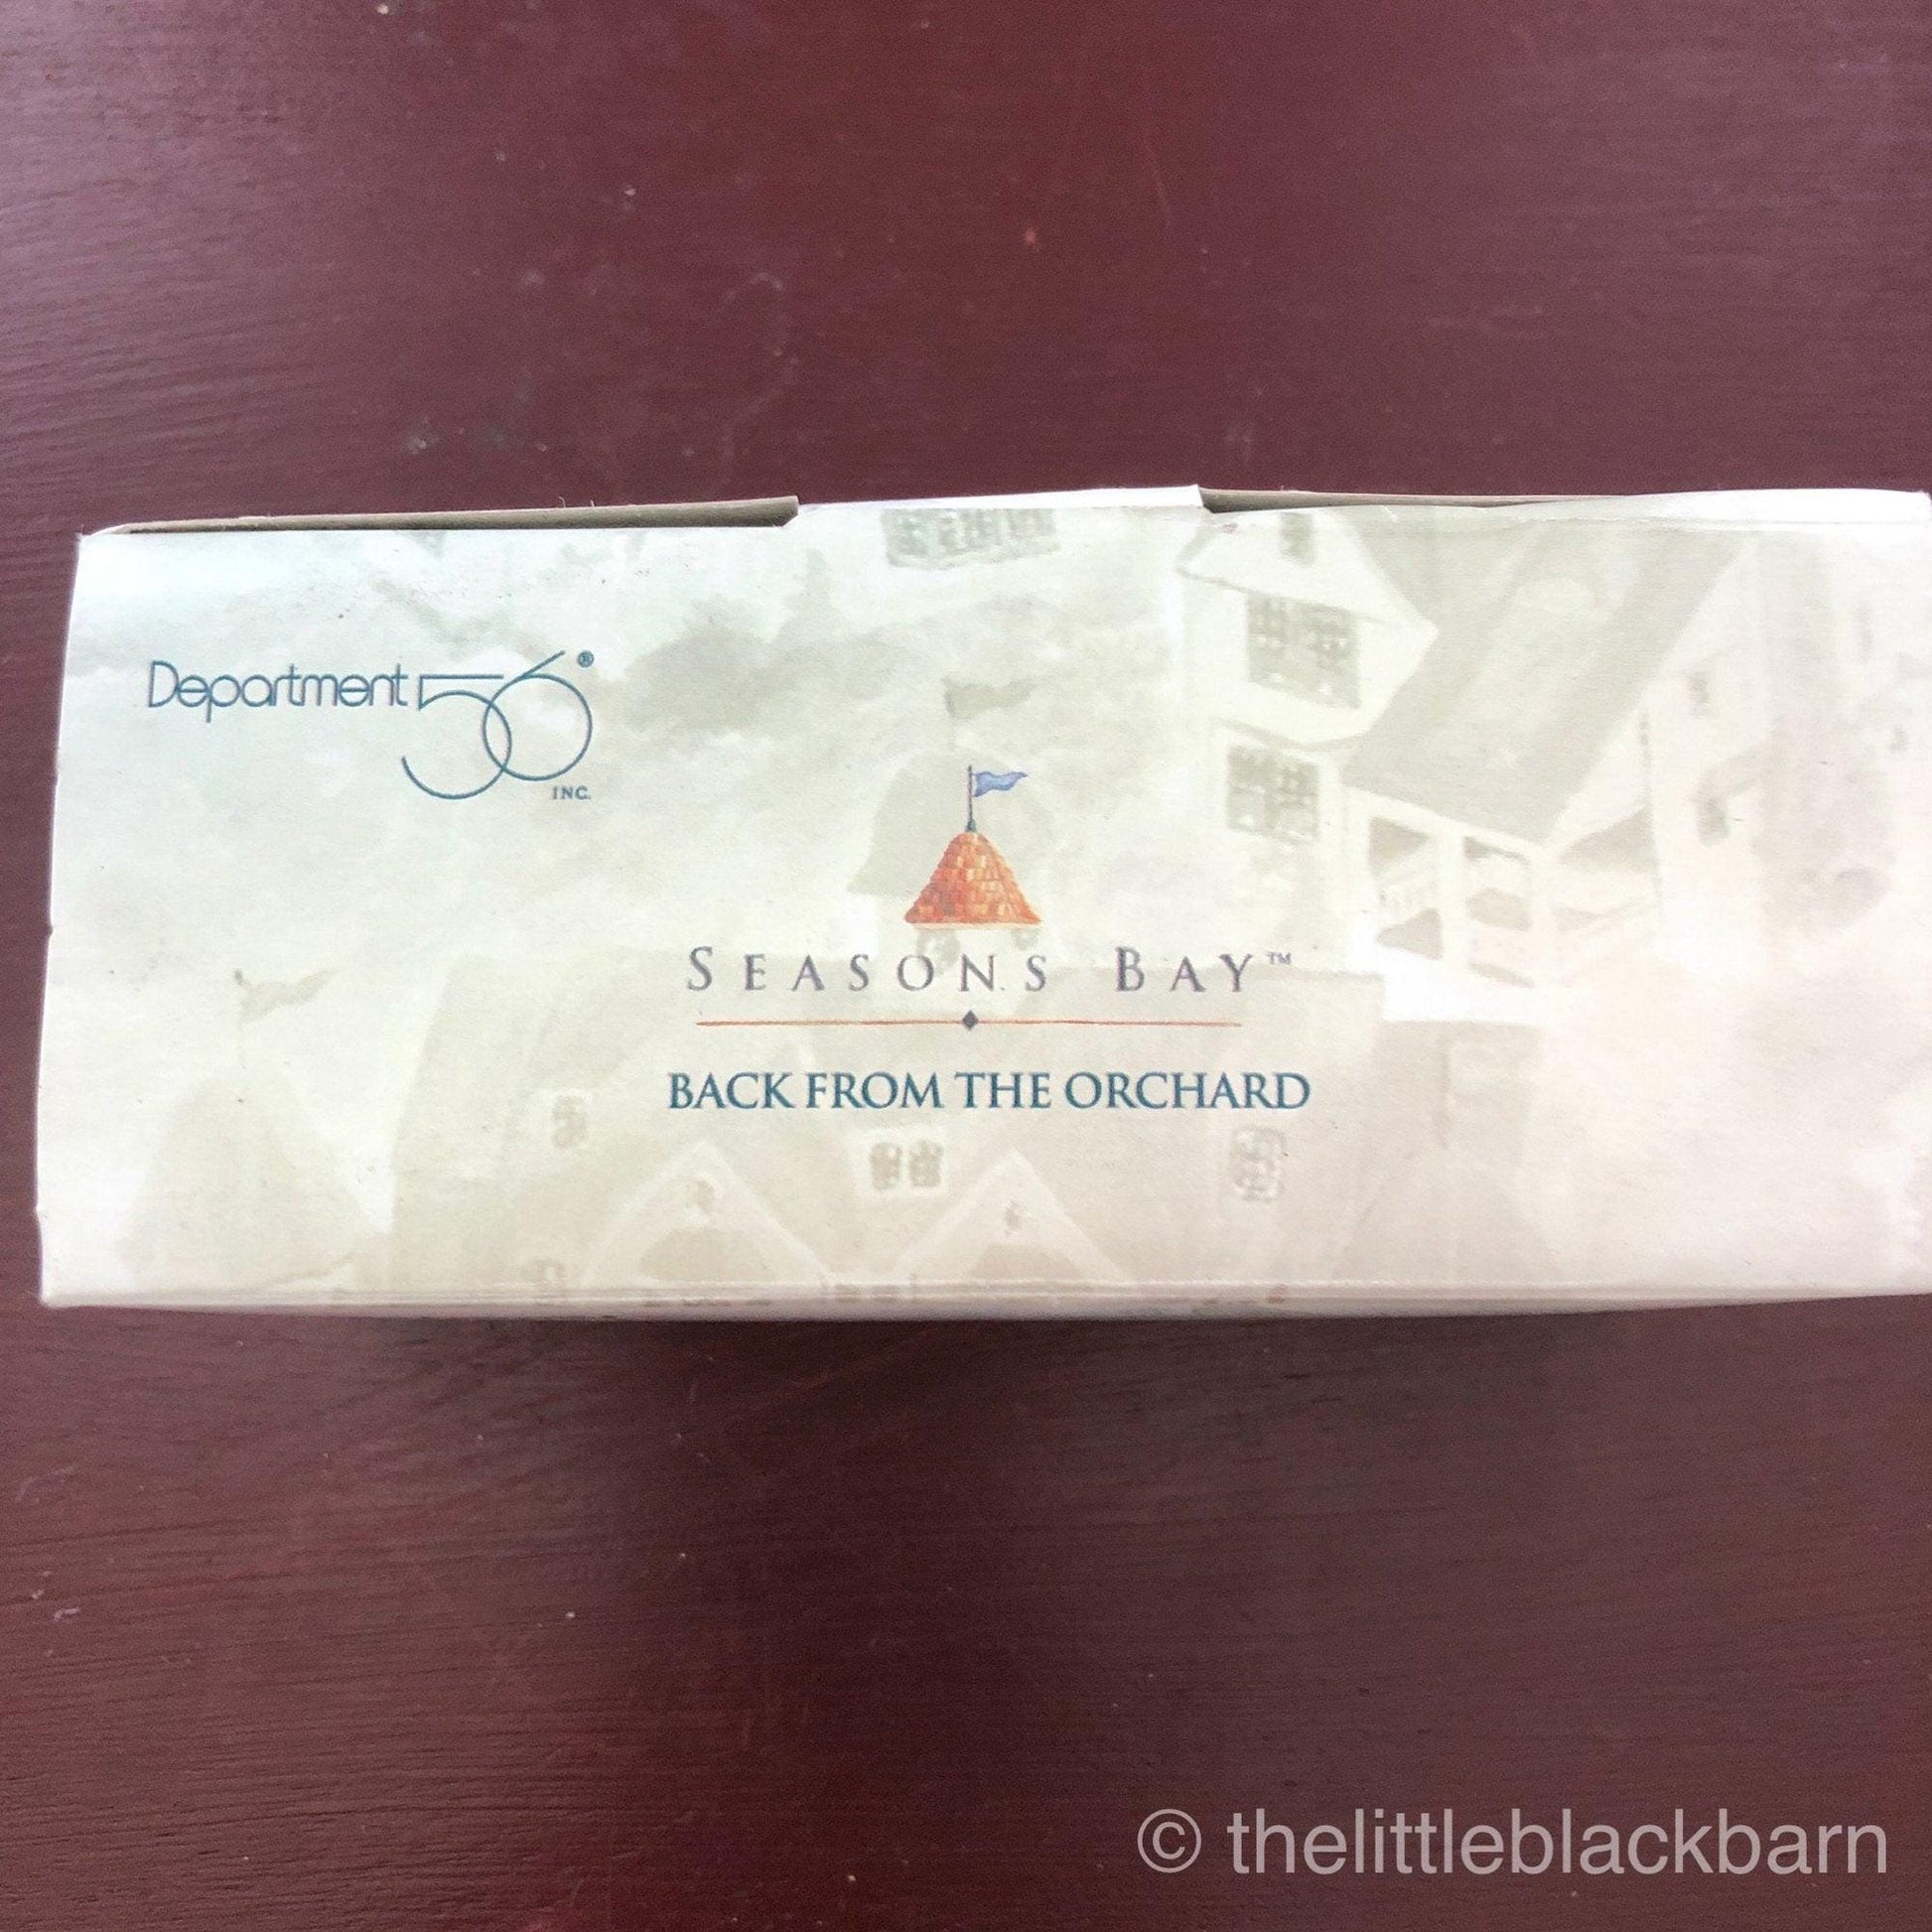 Department 56®
INC.
SEASONS BAY™
BACK FROM THE ORCHARD
© thelittleblackbarn